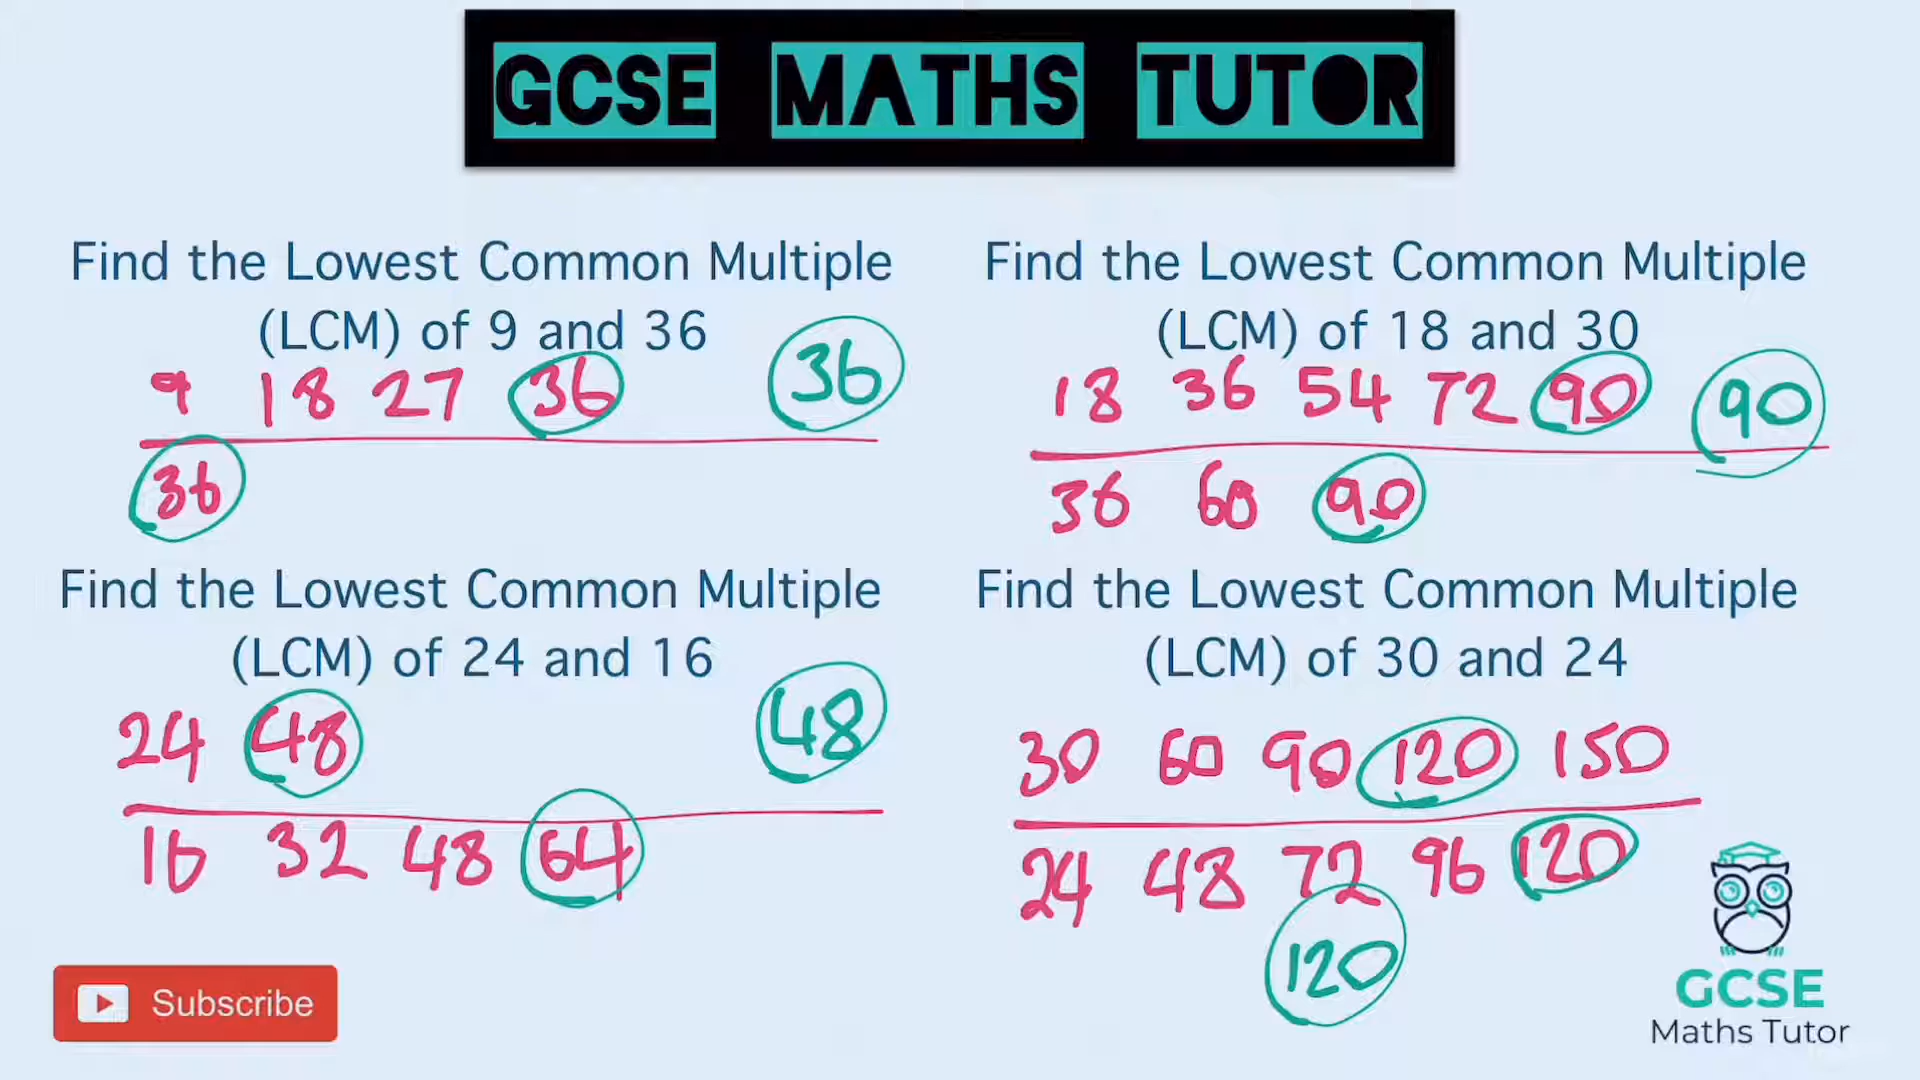 GCSE MATHS TUTOR
Find the Lowest Common Multiple
(LCM) of 9 and 36
9 18 27 36 36
36
Find the Lowest Common Multiple
(LCM) of 18 and 30
18 36 54 72 90 90
36 60 90
Find the Lowest Common Multiple
(LCM) of 24 and 16
24 48 48
16 32 48 64
Find the Lowest Common Multiple
(LCM) of 30 and 24
30 60 90 120 150
24 48 72 96 120
120
Subscribe
GCSE
Maths Tutor